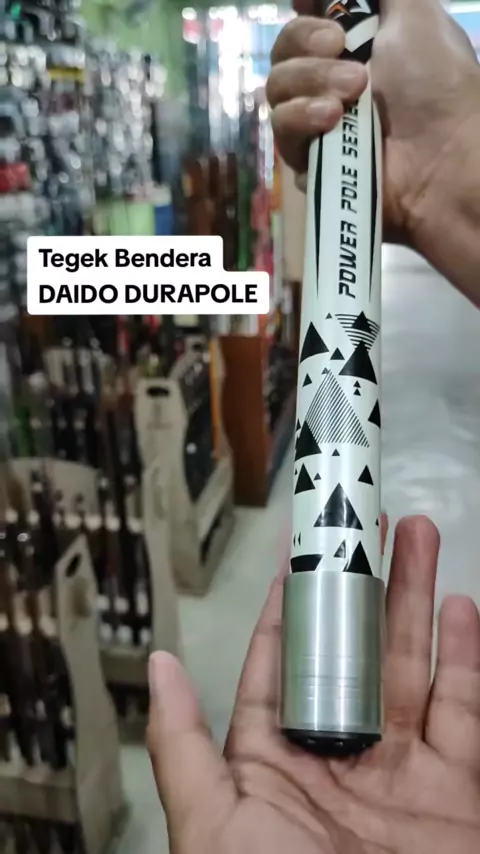 Tegek Bendera
DAIDO DURAPOLE
POWER POLE SERIES